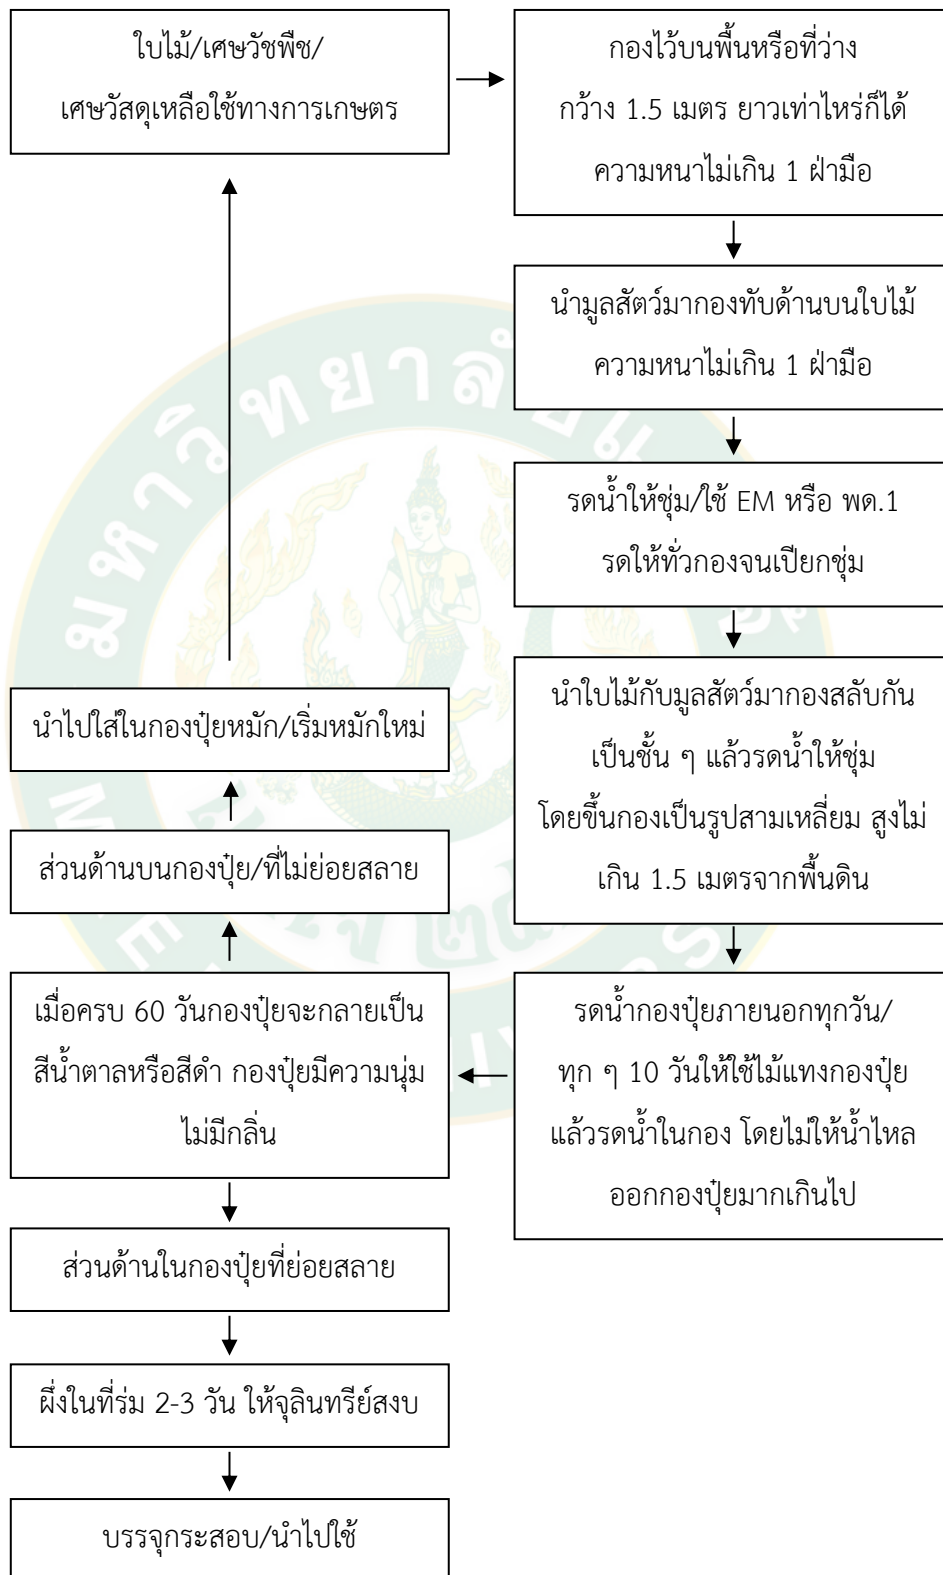 ใบไม้/เศษวัชพืช/
เศษวัสดุเหลือใช้ทางการเกษตร
กองไว้บนพื้นหรือที่ว่าง
กว้าง 1.5 เมตร ยาวเท่าไหร่ก็ได้
ความหนาไม่เกิน 1 ฝ่ามือ
นำมูลสัตว์มากองทับด้านบนใบไม้
ความหนาไม่เกิน 1 ฝ่ามือ
รดน้ำให้ชุ่ม/ใช้ EM หรือ พด.1
รดให้ทั่วกองจนเปียกชุ่ม
นำใบไม้กับมูลสัตว์มากองสลับกัน
เป็นชั้น ๆ แล้วรดน้ำให้ชุ่ม
โดยขึ้นกองเป็นรูปสามเหลี่ยม สูงไม่
เกิน 1.5 เมตรจากพื้นดิน
รดน้ำกองปุ๋ยภายนอกทุกวัน/
ทุก ๆ 10 วันให้ใช้ไม้แทงกองปุ๋ย
แล้วรดน้ำในกอง โดยไม่ให้น้ำไหล
ออกกองปุ๋ยมากเกินไป
เมื่อครบ 60 วันกองปุ๋ยจะกลายเป็น
สีน้ำตาลหรือสีดำ กองปุ๋ยมีความนุ่ม
ไม่มีกลิ่น
ส่วนด้านบนกองปุ๋ย/ที่ไม่ย่อยสลาย
นำไปใส่ในกองปุ๋ยหมัก/เริ่มหมักใหม่
ส่วนด้านในกองปุ๋ยที่ย่อยสลาย
ผึ่งในที่ร่ม 2-3 วัน ให้จุลินทรีย์สงบ
บรรจุกระสอบ/นำไปใช้
มหาวิทยาลัย